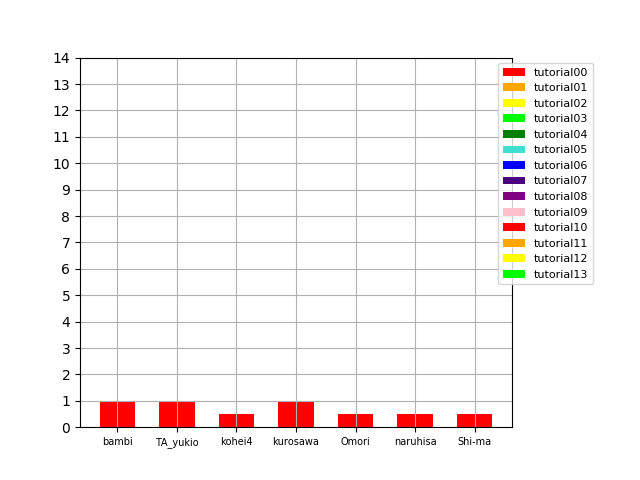 14
13
12
11
10
9
8
7
6
5
4
3
2
1
0
bambi TA_yukio kohei4 kurosawa Omori naruhisa Shi-ma
tutorial00
tutorial01
tutorial02
tutorial03
tutorial04
tutorial05
tutorial06
tutorial07
tutorial08
tutorial09
tutorial10
tutorial11
tutorial12
tutorial13